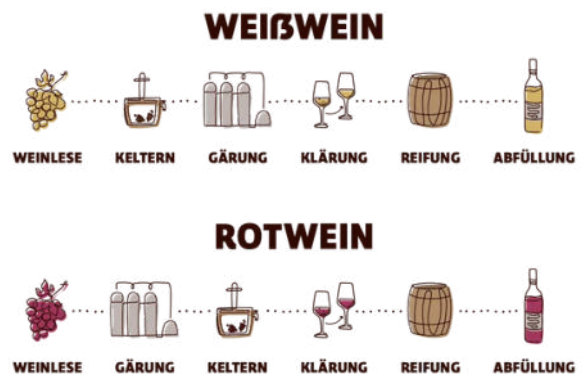 WEIẞWEIN
WEINLESE KELTERN GÄRUNG KLÄRUNG REIFUNG ABFÜLLUNG
ROTWEIN
WEINLESE GÄRUNG KELTERN KLÄRUNG REIFUNG ABFÜLLUNG